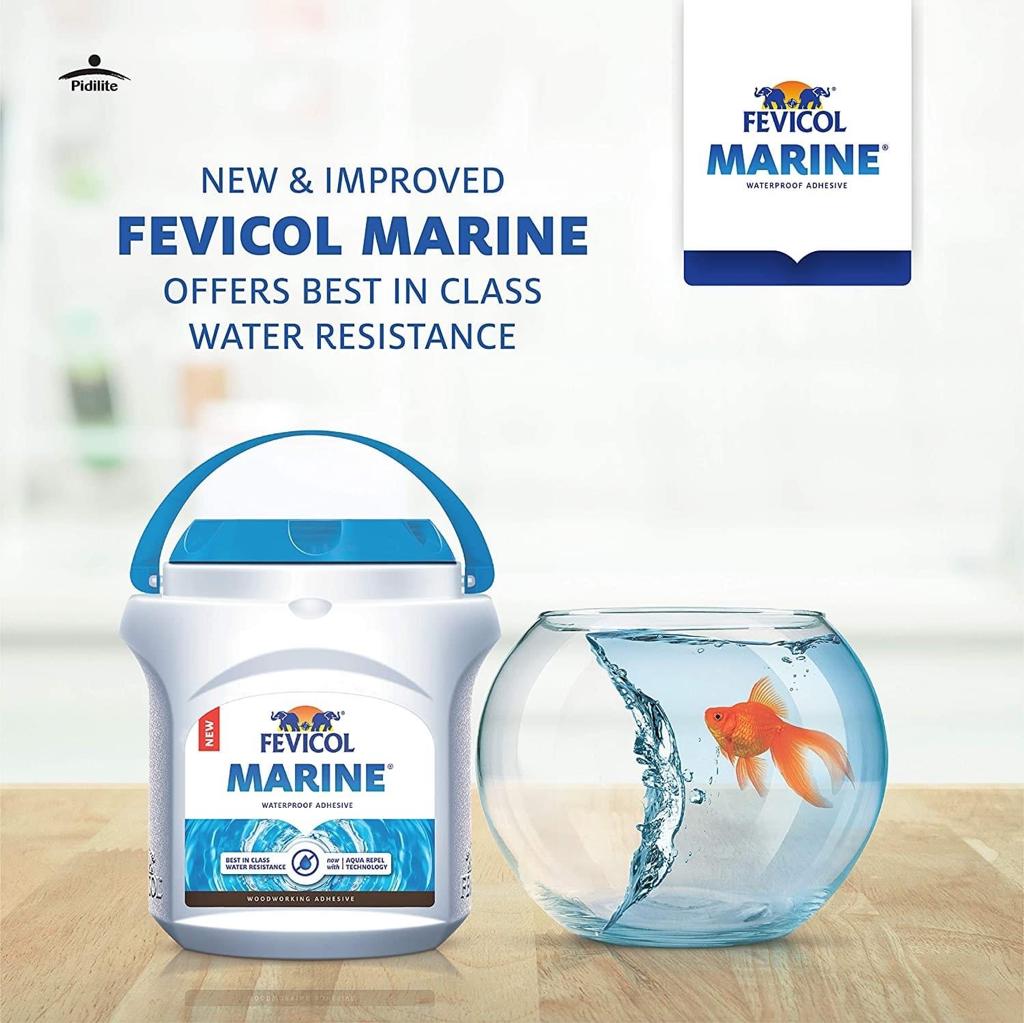 Pidilite
FEVICOL
MARINE®
WATERPROOF ADHESIVE
NEW & IMPROVED
FEVICOL MARINE
OFFERS BEST IN CLASS
WATER RESISTANCE
NEW
FEVICOL
MARINE®
WATERPROOF ADHESIVE
BEST IN CLASS
WATER RESISTANCE
now with
AQUA REPEL
TECHNOLOGY
WOODWORKING ADHESIVE